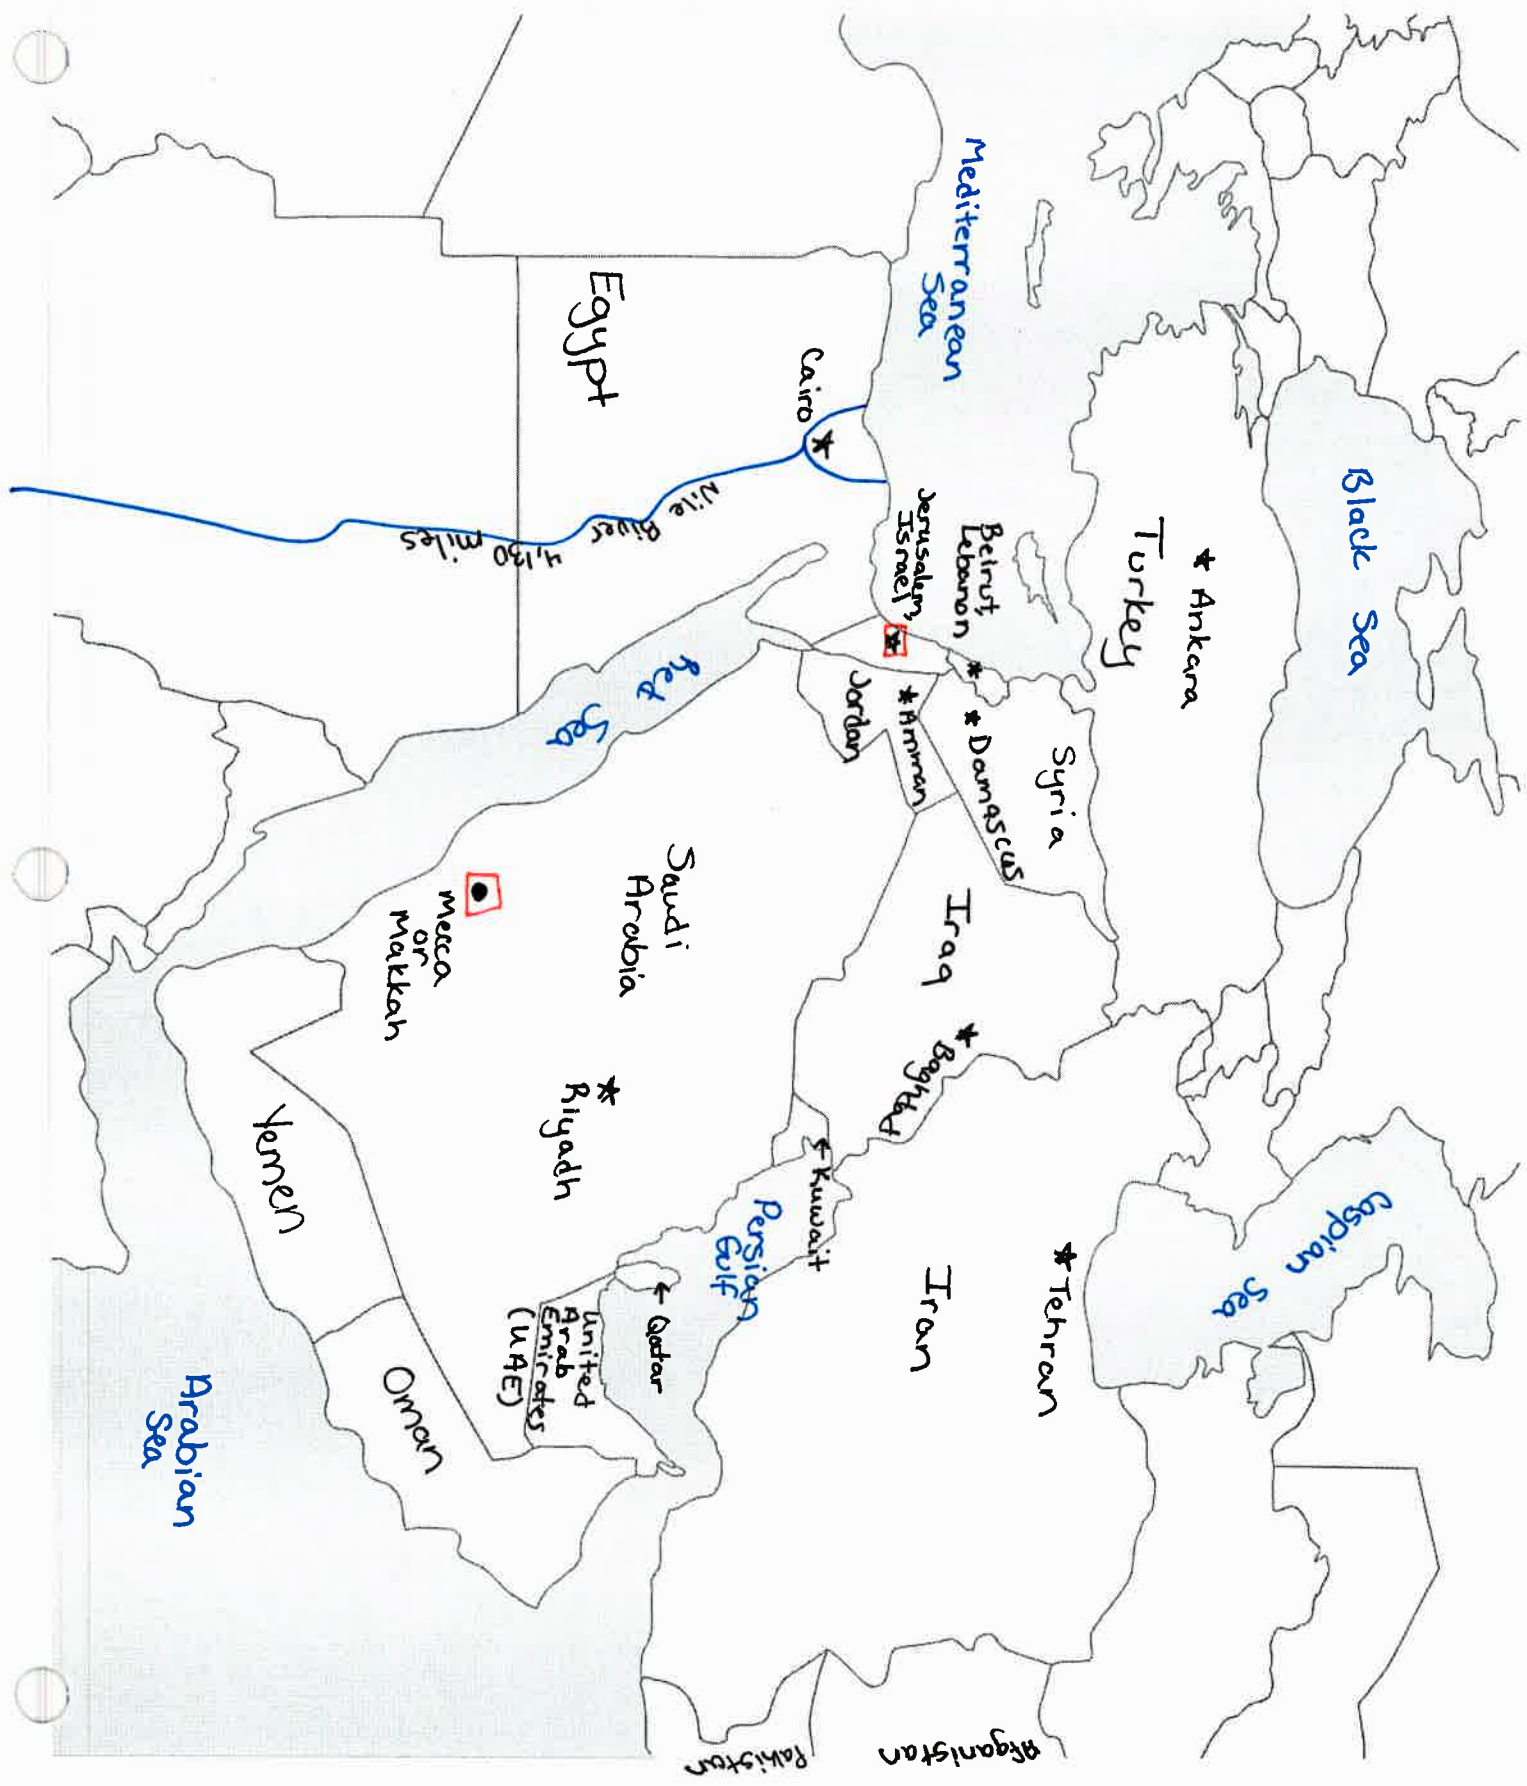 Mediterranean
Sea
Black Sea
Egypt
Cairo
Nile River
4,130 miles
Jerusalem,
Israel
Beirut,
Lebanon
Turkey
Ankara
Red
Sea
Jordan
Amman
Damascus
Syria
Saudi
Arabia
Mecca
or
Makkah
Iraq
Baghdad
Riyadh
Yemen
Kuwait
Persian
Gulf
Caspian
Sea
Iran
Tehran
Qatar
United
Arab
Emirates
(UAE)
Oman
Arabian
Sea
Pakistan
Afganistan